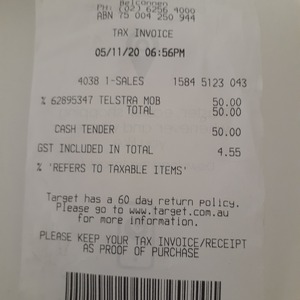 Belconnen
PH: (02) 6256 4000
ABN 75 004 250 944
TAX INVOICE
05/11/20 06:56PM
4038 1-SALES 1584 5123 043
% 62895347 TELSTRA MOB 50.00
TOTAL 50.00
CASH TENDER 50.00
GST INCLUDED IN TOTAL 4.55
% 'REFERS TO TAXABLE ITEMS'
Target has a 60 day return policy.
Please go to www.target.com.au
for more information.
PLEASE KEEP YOUR TAX INVOICE/RECEIPT
AS PROOF OF PURCHASE